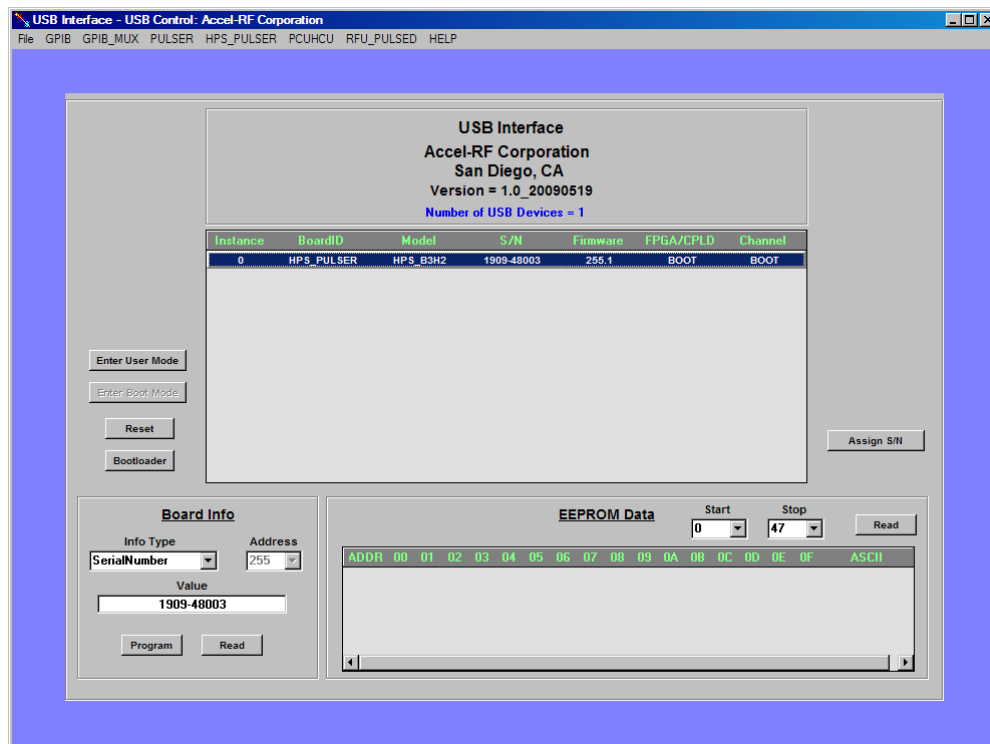 USB Interface - USB Control: Accel-RF Corporation
File GPIB GPIB_MUX PULSER HPS_PULSER PCUHCU RFU_PULSED HELP
USB Interface
Accel-RF Corporation
San Diego, CA
Version = 1.0_20090519
Number of USB Devices = 1
Instance BoardID Model S/N Firmware FPGA/CPLD Channel
0 HPS_PULSER HPS_B3H2 1909-48003 255.1 BOOT BOOT
Enter User Mode
Enter Boot Mode
Reset
Bootloader
Assign S/N
Board Info
Info Type Address
SerialNumber 255
Value
1909-48003
Program Read
EEPROM Data
Start Stop
0 47 Read
ADDR 00 01 02 03 04 05 06 07 08 09 0A 0B 0C 0D 0E 0F ASCII